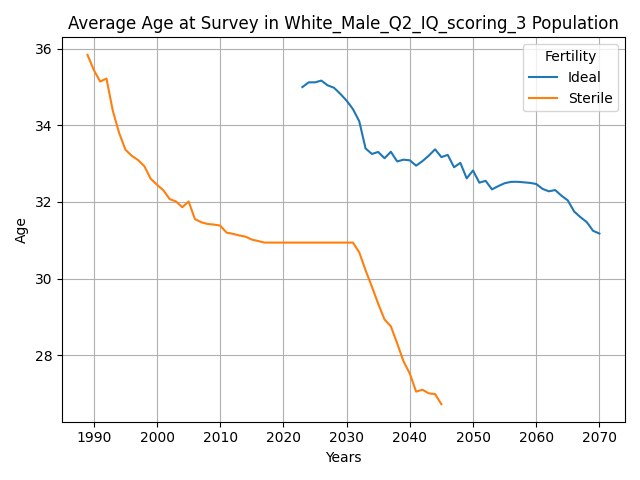 Average Age at Survey in White_Male_Q2_IQ_scoring_3 Population
Fertility
Ideal
Sterile
Age
36
34
32
30
28
1990 2000 2010 2020 2030 2040 2050 2060 2070
Years